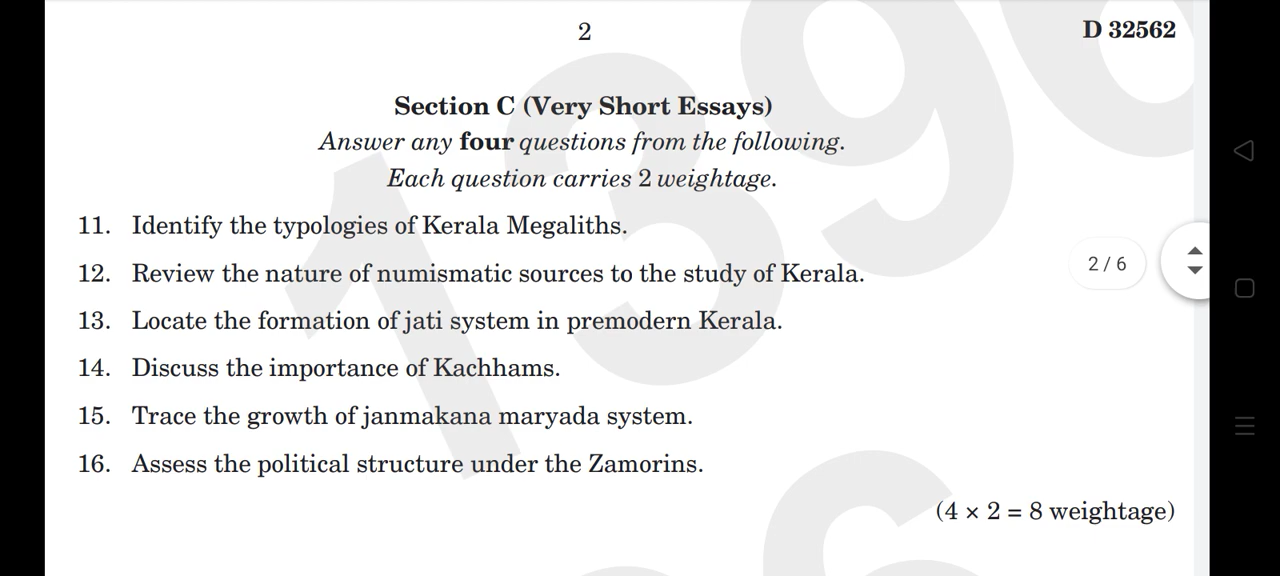 2
D 32562
Section C (Very Short Essays)
Answer any four questions from the following.
Each question carries 2 weightage.
11. Identify the typologies of Kerala Megaliths.
12. Review the nature of numismatic sources to the study of Kerala.
2 / 6
13. Locate the formation of jati system in premodern Kerala.
14. Discuss the importance of Kachhams.
15. Trace the growth of janmakana maryada system.
16. Assess the political structure under the Zamorins.
(4 × 2 = 8 weightage)